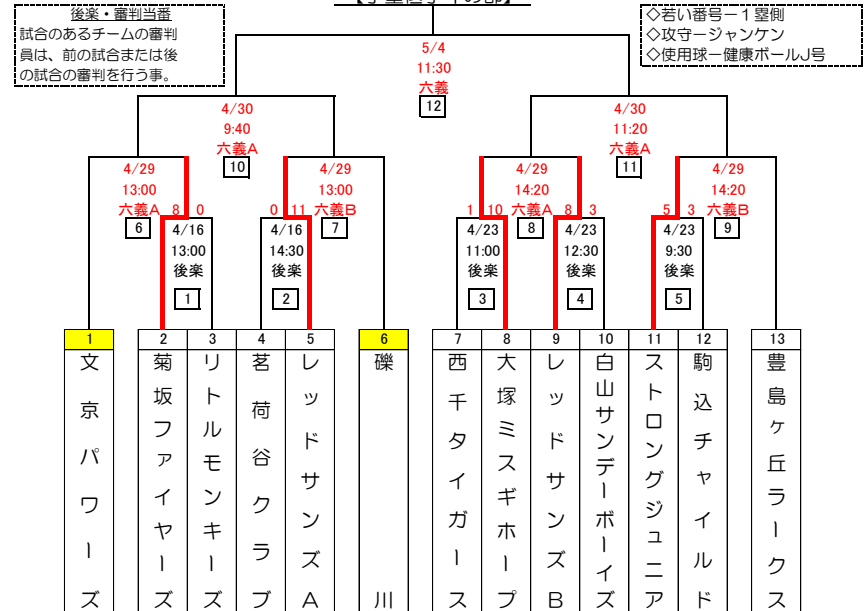 後楽・審判当番
試合のあるチームの審判
員は、前の試合または後
の試合の審判を行う事。
◇若い番号－１塁側
◇攻守－ジャンケン
◇使用球－健康ボールJ号
5/4
11:30
六義
12
4/30
9:40
六義A
10
4/30
11:20
六義A
11
4/29
13:00
六義A
6
4/29
13:00
六義B
7
4/29
14:20
六義A
8
4/29
14:20
六義B
9
8 0
4/16
13:00
後楽
1
0 11
4/16
14:30
後楽
2
1 10
4/23
11:00
後楽
3
8 3
4/23
12:30
後楽
4
5 3
4/23
9:30
後楽
5
1
文京パワーズ
2
菊坂ファイヤーズ
3
リトルモンキーズ
4
茗荷谷クラブ
5
レッドサンズA
6
礫川
7
西千タイガース
8
大塚ミスギホープ
9
レッドサンズB
10
白山サンデーボーイズ
11
ストロングジュニア
12
駒込チャイルド
13
豊島ヶ丘ラークス